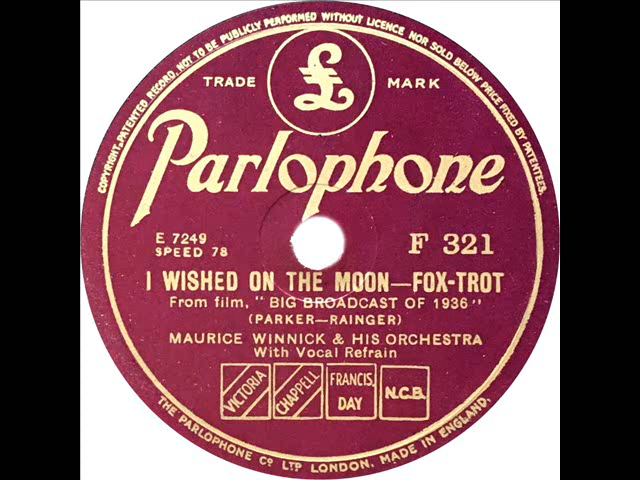 COPYRIGHT, PATENTED RECORD, NOT TO BE PUBLICLY PERFORMED WITHOUT LICENCE NOR SOLD BELOW PRICE FIXED BY PATENTEES.
£
TRADE MARK
Parlophone
E 7249
SPEED 78
F 321
I WISHED ON THE MOON—FOX-TROT
From film, "BIG BROADCAST OF 1936"
(PARKER—RAINGER)
MAURICE WINNICK & HIS ORCHESTRA
With Vocal Refrain
VICTORIA CHAPPELL FRANCIS, DAY N.C.B.
THE PARLOPHONE Co LTD LONDON. MADE IN ENGLAND.